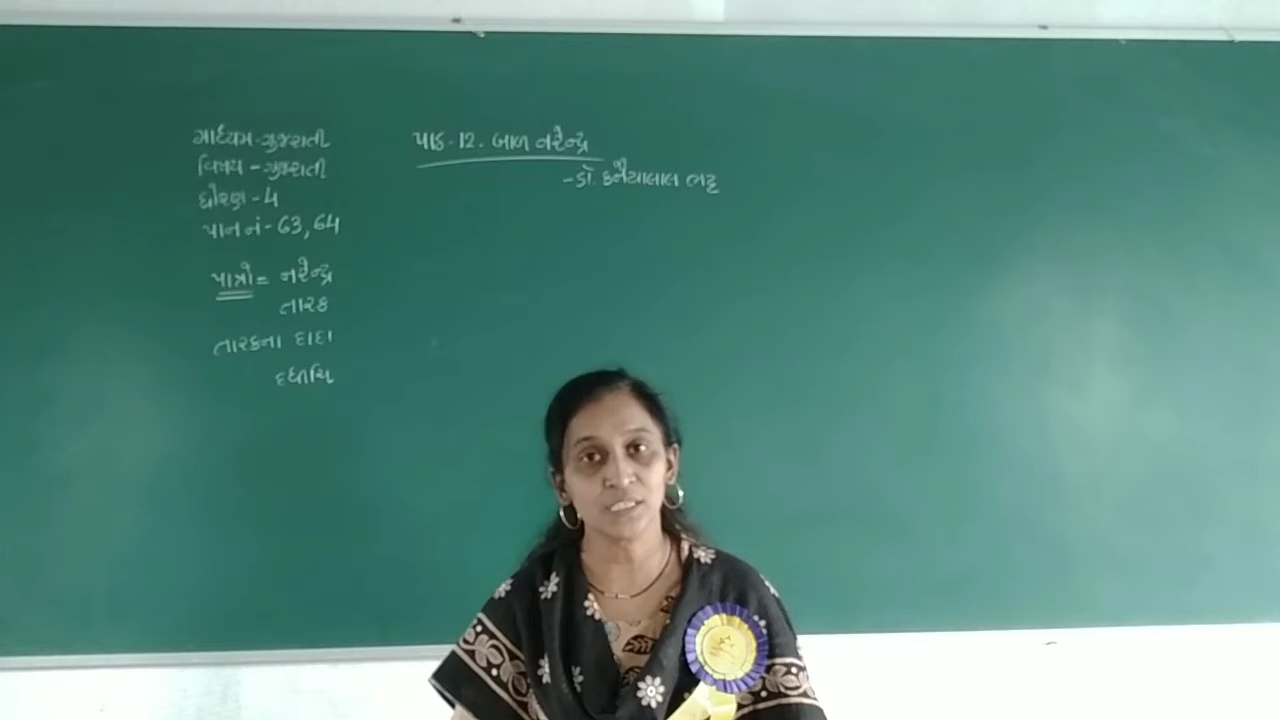 માધ્યમ-ગુજરાતી
વિષય - ગુજરાતી
ધોરણ - 4
પાન નં - 63, 64
પાત્રો = નરેન્દ્ર
તારક
તારકના દાદા
દધીચિ
પાઠ-12. બાળ નરેન્દ્ર
- ડૉ. કનૈયાલાલ ભટ્ટ